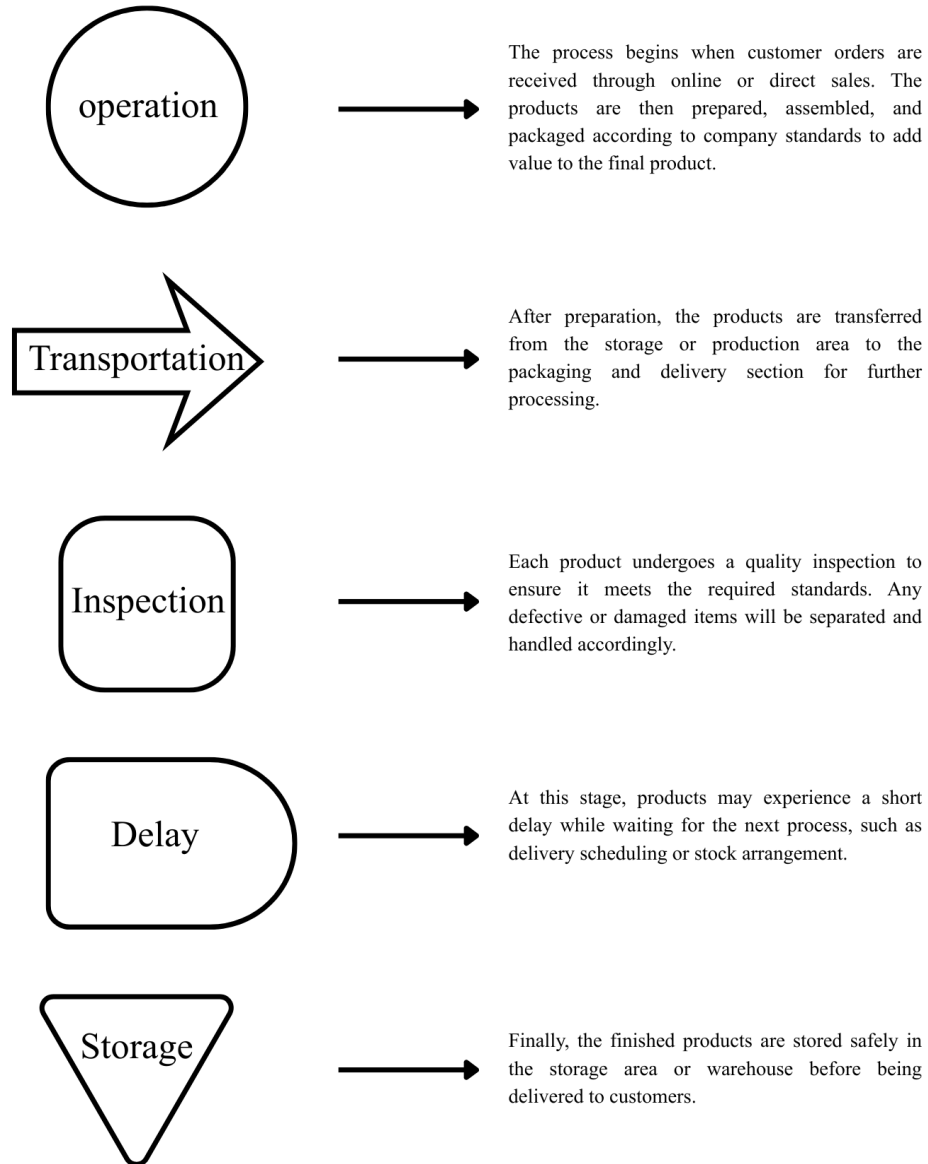 operation
The process begins when customer orders are
received through online or direct sales. The
products are then prepared, assembled, and
packaged according to company standards to add
value to the final product.
Transportation
After preparation, the products are transferred
from the storage or production area to the
packaging and delivery section for further
processing.
Inspection
Each product undergoes a quality inspection to
ensure it meets the required standards. Any
defective or damaged items will be separated and
handled accordingly.
Delay
At this stage, products may experience a short
delay while waiting for the next process, such as
delivery scheduling or stock arrangement.
Storage
Finally, the finished products are stored safely in
the storage area or warehouse before being
delivered to customers.